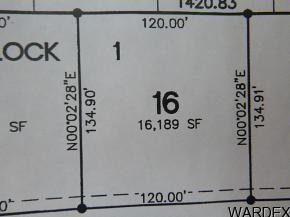 1420.83
120.00'
LOCK 1
N00°02'28"E
134.90'
16
16,189 SF
SF
N00°02'28"E
134.91'
120.00'
WARDEX